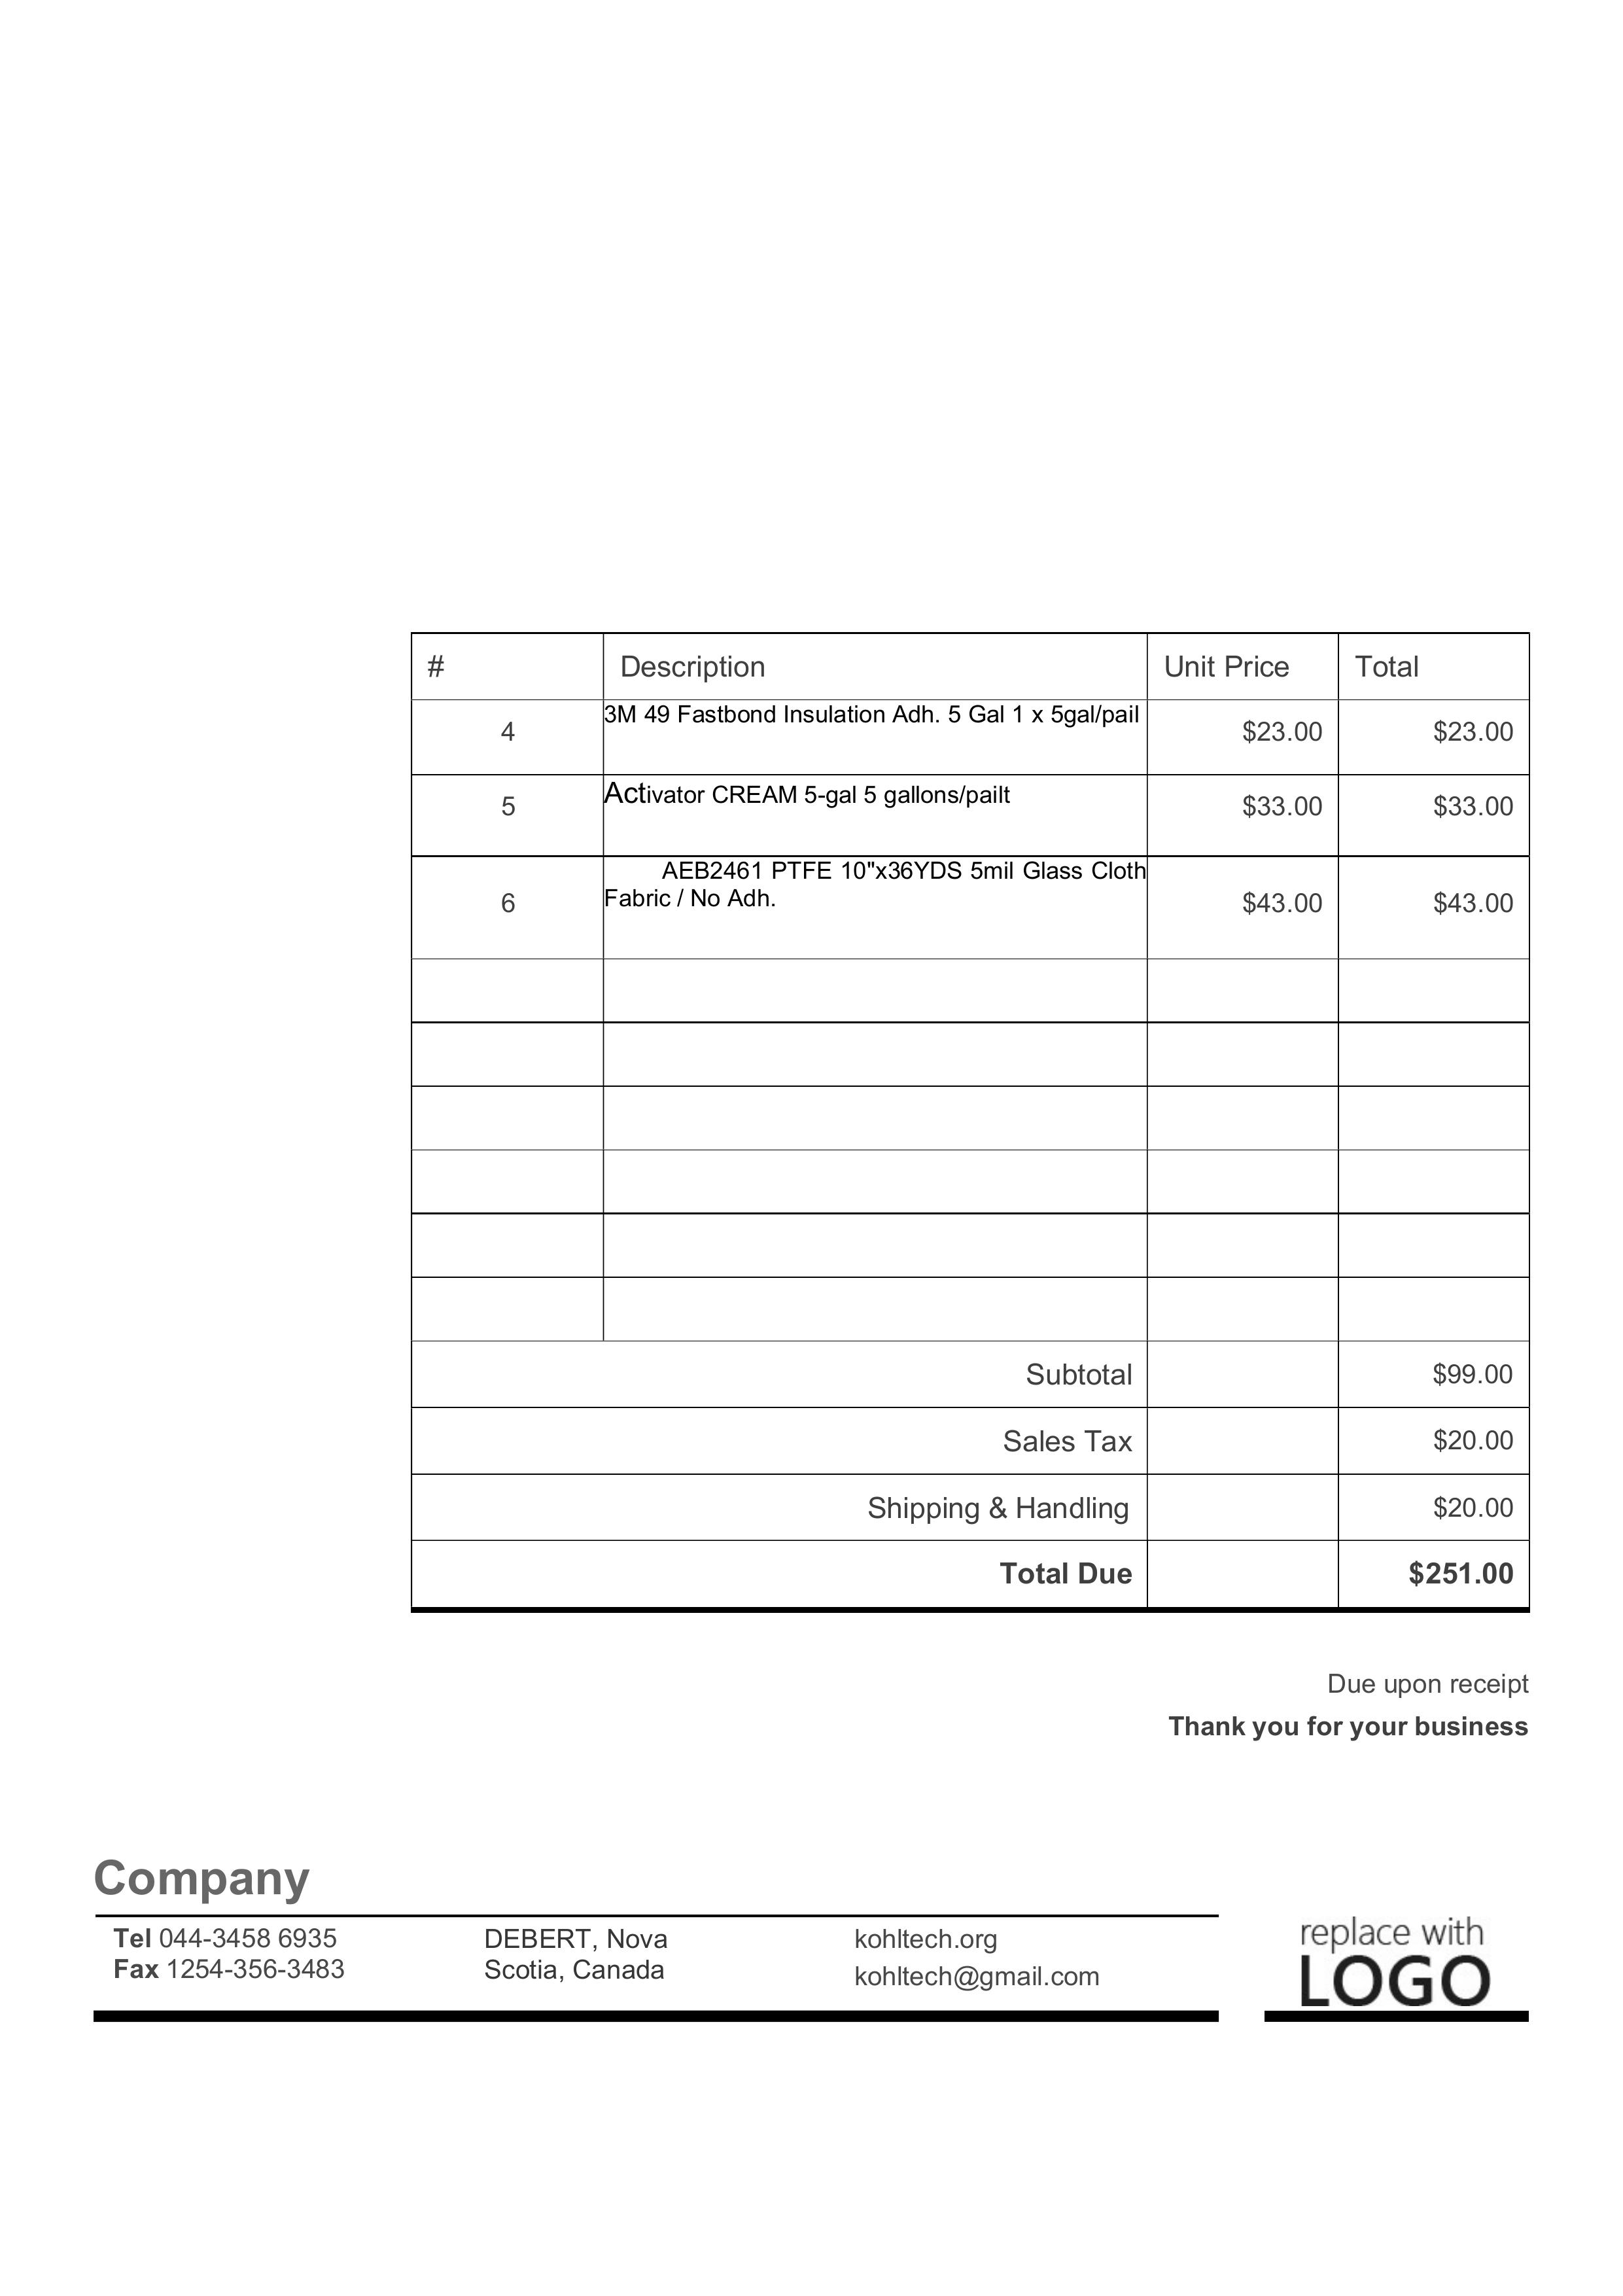 # Description Unit Price Total
4 3M 49 Fastbond Insulation Adh. 5 Gal 1 x 5gal/pail $23.00 $23.00
5 Activator CREAM 5-gal 5 gallons/pailt $33.00 $33.00
AEB2461 PTFE 10"x36YDS 5mil Glass Cloth
6 Fabric / No Adh. $43.00 $43.00
Subtotal $99.00
Sales Tax $20.00
Shipping & Handling $20.00
Total Due $251.00
Due upon receipt
Thank you for your business
Company
Tel 044-3458 6935
Fax 1254-356-3483
DEBERT, Nova
Scotia, Canada
kohltech.org
kohltech@gmail.com
replace with
LOGO